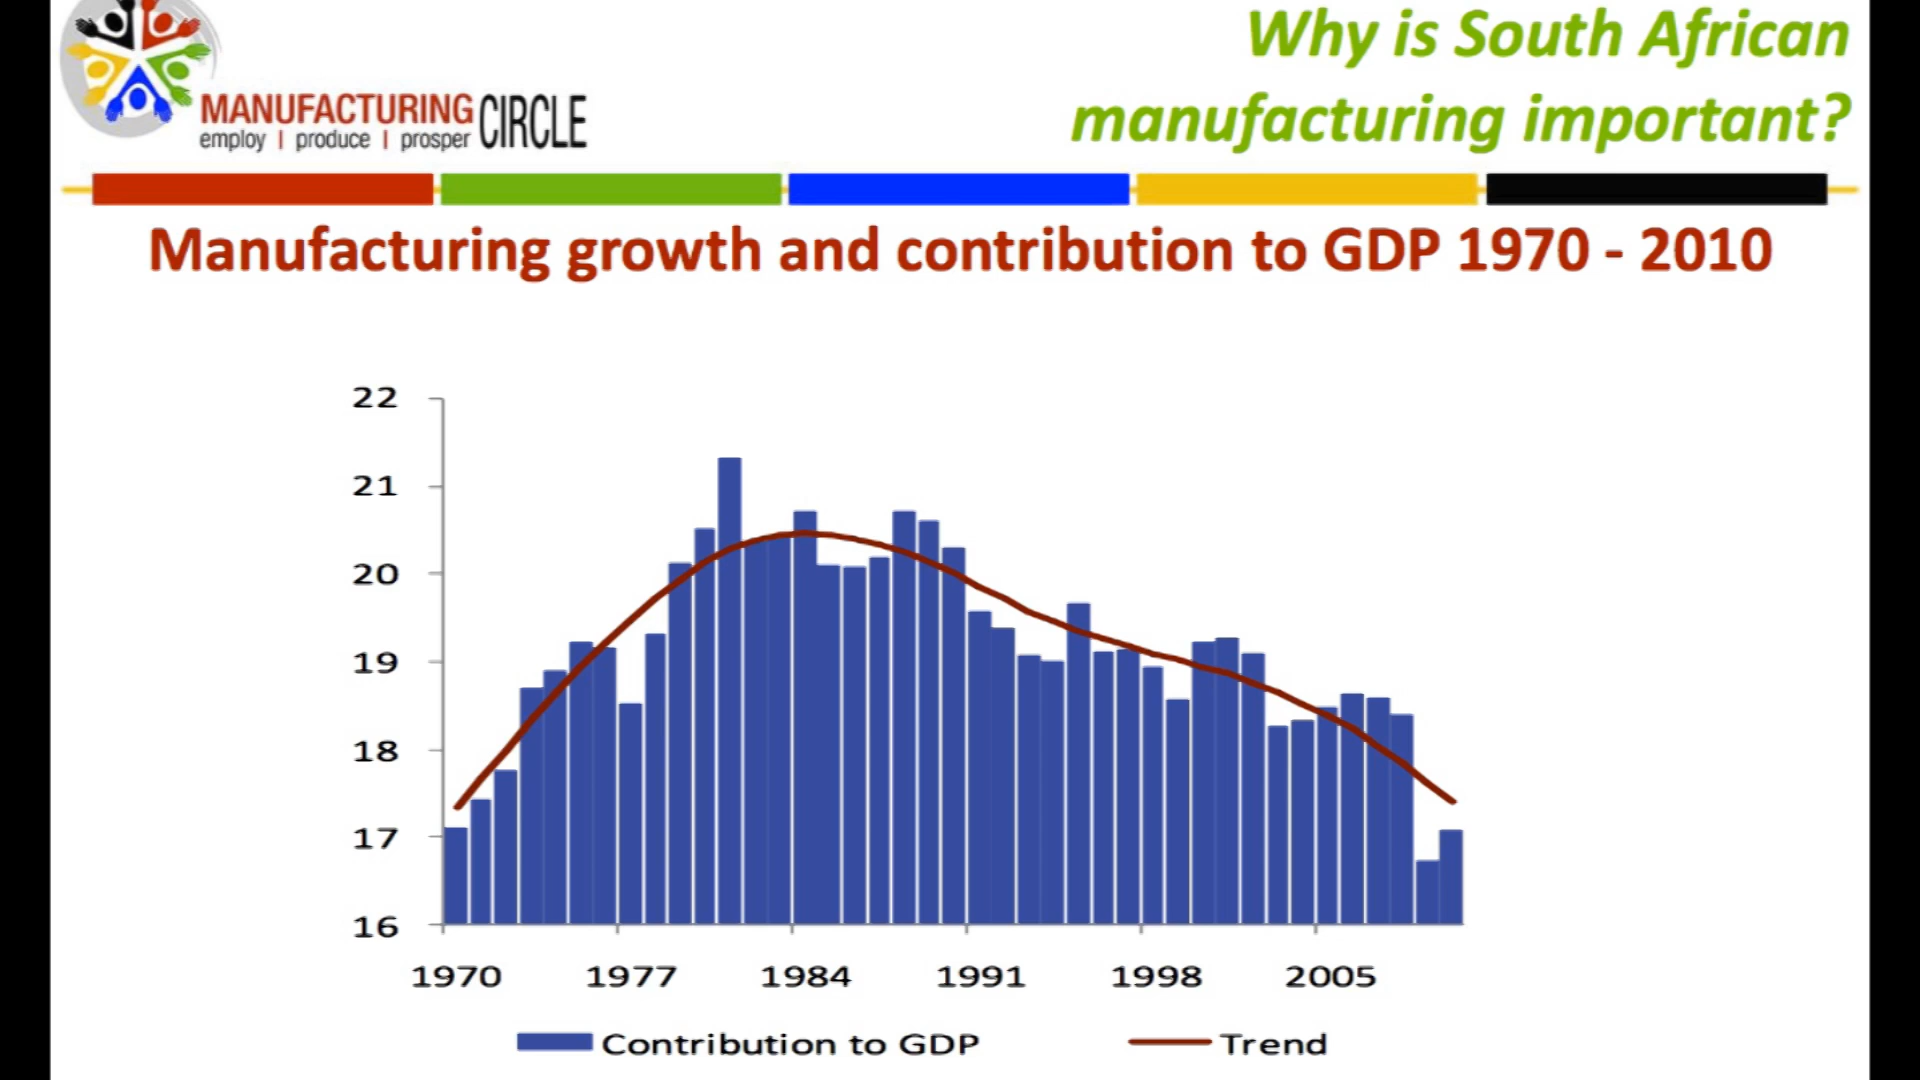 Why is South African
manufacturing important?
MANUFACTURING CIRCLE
employ | produce | prosper
Manufacturing growth and contribution to GDP 1970 - 2010
22
21
20
19
18
17
16
1970 1977 1984 1991 1998 2005
Contribution to GDP Trend